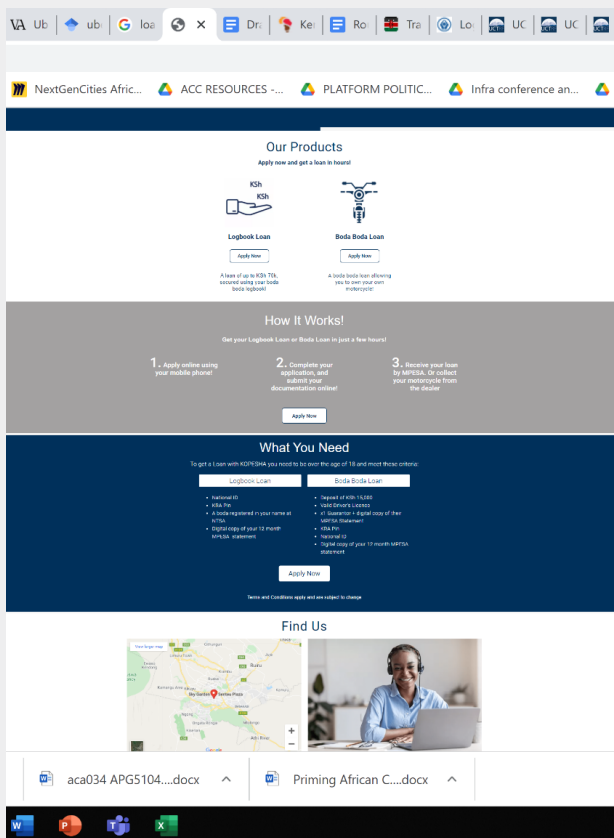 Ub
ub
loa
Dra
Ke
Ro
Tra
Lo
UC
UC
NextGenCities Afric...
ACC RESOURCES -...
PLATFORM POLITIC...
Infra conference an...
Our Products
Apply now and get a loan in hours!
KSh
KSh
Logbook Loan
Boda Boda Loan
Apply Now
Apply Now
A loan of up to KSh 70k,
secured using your boda
boda logbook!
A boda boda loan allowing
you to own your own
motorcycle!
How It Works!
Get your Logbook Loan or Boda Loan in just a few hours!
1. Apply online using
your mobile phone!
2. Complete your
application, and
submit your
documentation online!
3. Receive your loan
by MPESA. Or collect
your motorcycle from
the dealer
Apply Now
What You Need
To get a Loan with KOPESHA you need to be over the age of 18 and meet these criteria:
Logbook Loan
Boda Boda Loan
National ID
KRA Pin
A boda registered in your name at
NTSA
Digital copy of your 12 month
MPESA statement
Deposit of KSh 15,000
Valid Driver's Licence
x1 Guarantor + digital copy of their
MPESA Statement
KRA Pin
National ID
Digital copy of your 12 month MPESA
statement
Apply Now
Terms and Conditions apply and are subject to change
Find Us
View larger map
Ruiru
Sky Garden Serviea Plaza
Google
aca034 APG5104....docx
Priming African C....docx